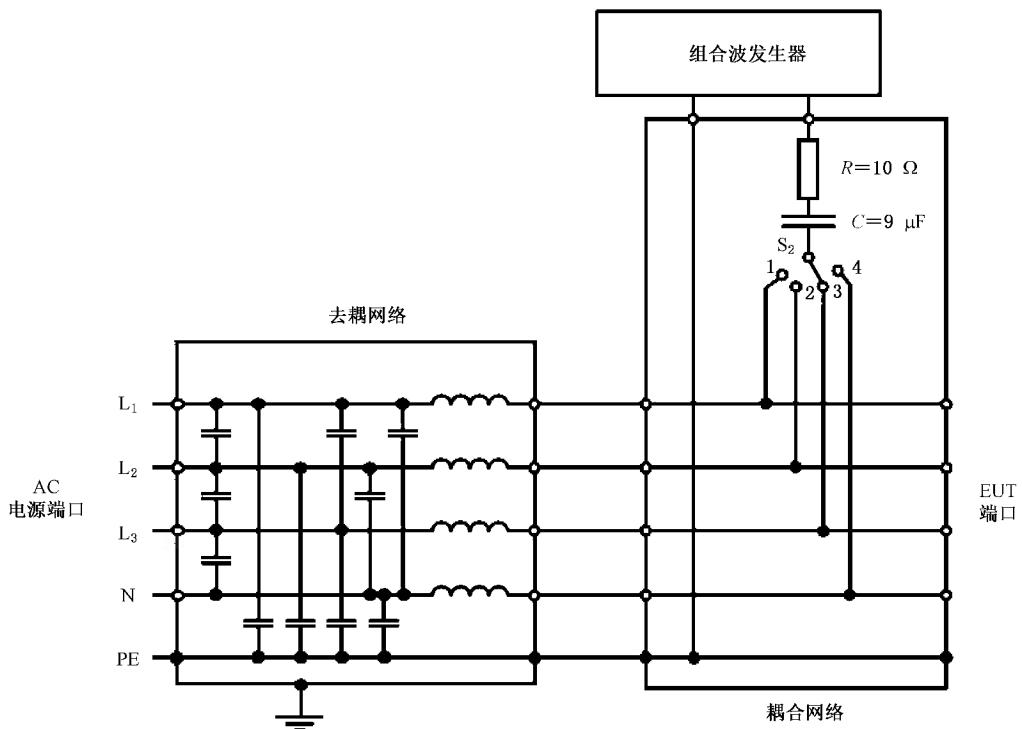 组合波发生器
R=10 Ω
C=9 μF
S₂
1
2
3
4
去耦网络
L₁
L₂
AC
电源端口
L₃
N
PE
EUT
端口
耦合网络